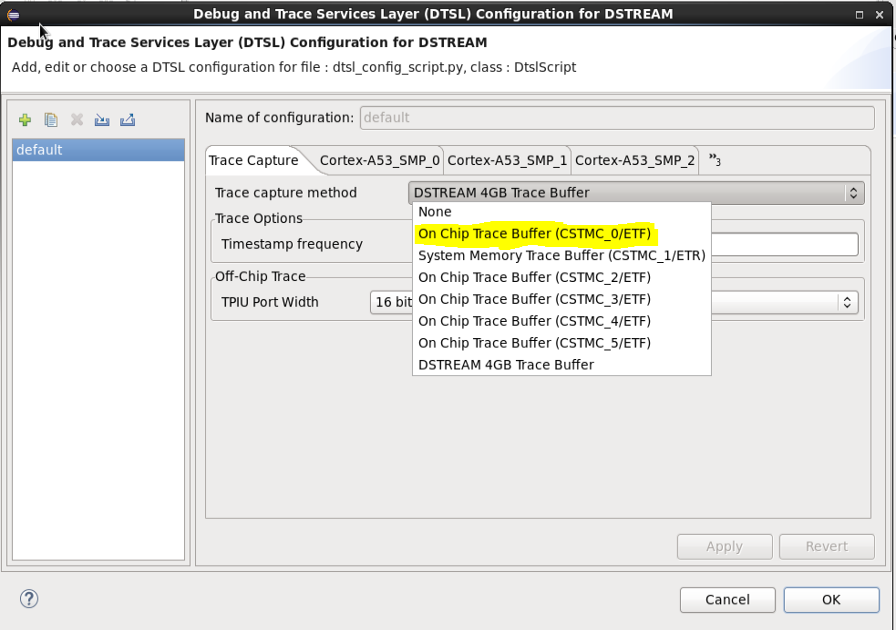 Debug and Trace Services Layer (DTSL) Configuration for DSTREAM
Debug and Trace Services Layer (DTSL) Configuration for DSTREAM
Add, edit or choose a DTSL configuration for file : dtsl_config_script.py, class : DtslScript
default
Name of configuration: default
Trace Capture Cortex-A53_SMP_0 Cortex-A53_SMP_1 Cortex-A53_SMP_2 »3
Trace capture method DSTREAM 4GB Trace Buffer
None
Trace Options
On Chip Trace Buffer (CSTMC_0/ETF)
Timestamp frequency
System Memory Trace Buffer (CSTMC_1/ETR)
Off-Chip Trace
On Chip Trace Buffer (CSTMC_2/ETF)
TPIU Port Width 16 bit
On Chip Trace Buffer (CSTMC_3/ETF)
On Chip Trace Buffer (CSTMC_4/ETF)
On Chip Trace Buffer (CSTMC_5/ETF)
DSTREAM 4GB Trace Buffer
Apply Revert
? Cancel OK